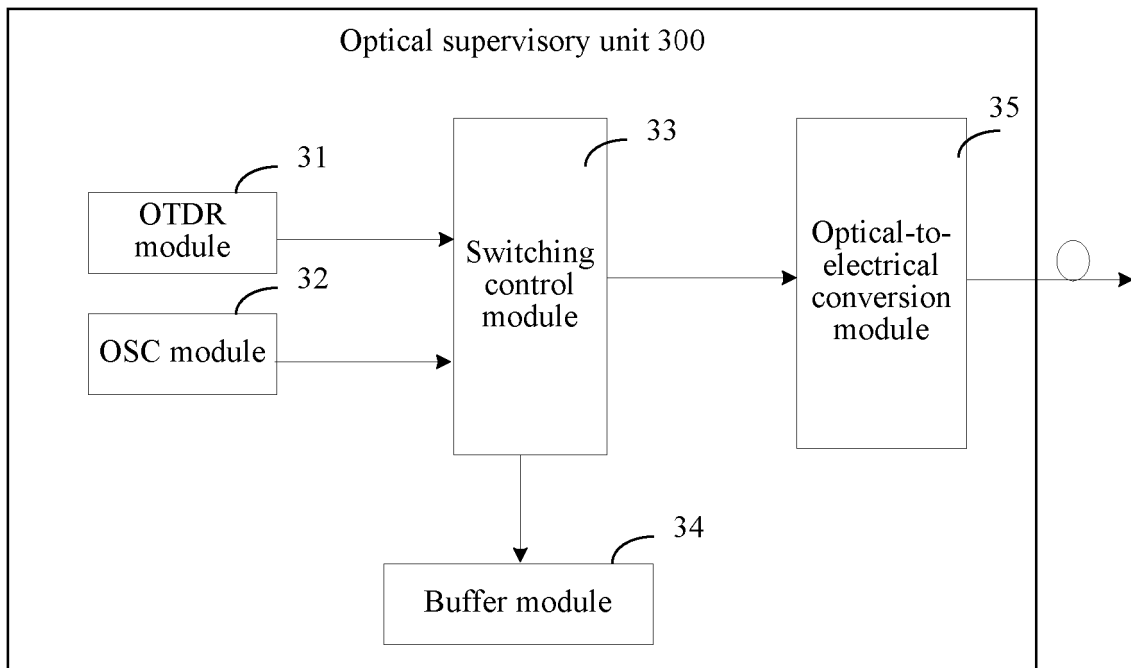 Optical supervisory unit 300
31
OTDR
module
32
OSC module
33
Switching
control
module
34
Buffer module
35
Optical-to-
electrical
conversion
module